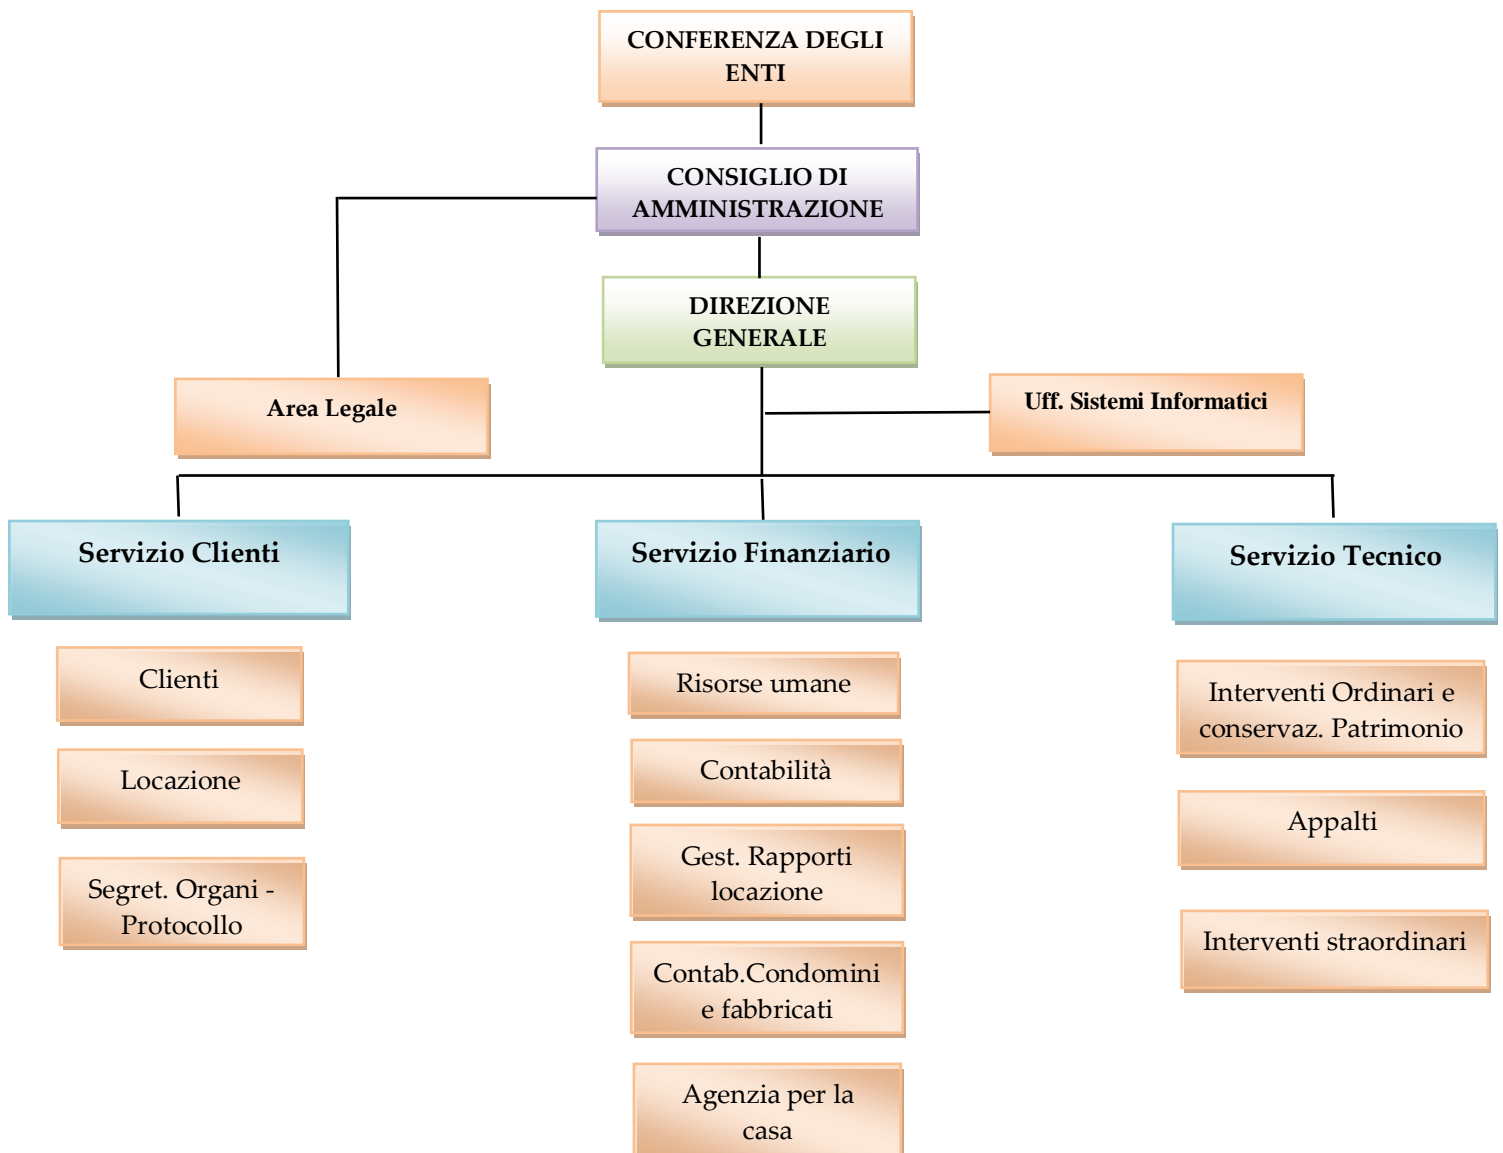 CONFERENZA DEGLI
ENTI
CONSIGLIO DI
AMMINISTRAZIONE
DIREZIONE
GENERALE
Area Legale
Uff. Sistemi Informatici
Servizio Clienti
Servizio Finanziario
Servizio Tecnico
Clienti
Locazione
Segret. Organi -
Protocollo
Risorse umane
Contabilità
Gest. Rapporti
locazione
Contab.Condomini
e fabbricati
Agenzia per la
casa
Interventi Ordinari e
conservaz. Patrimonio
Appalti
Interventi straordinari